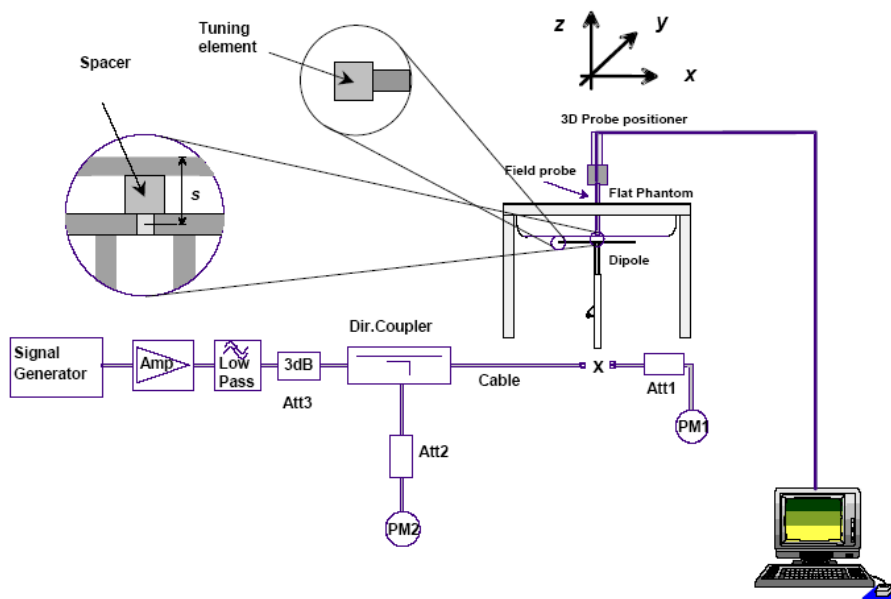 Tuning
element
z
y
x
Spacer
3D Probe positioner
s
Field probe
Flat Phantom
Dipole
Dir.Coupler
Signal
Generator
Amp
Low
Pass
3dB
Att3
Cable
x
Att1
PM1
Att2
PM2